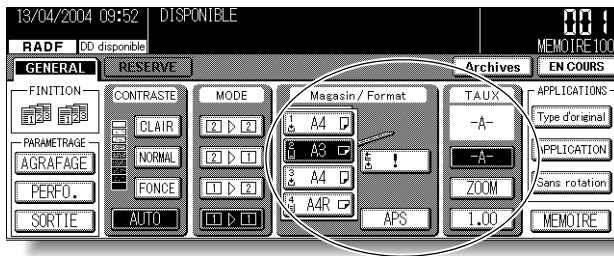 13/04/2004 09:52 DISPONIBLE
001
RADF DD disponible
MEMOIRE 100
GENERAL RESERVE Archives EN COURS
FINITION CONTRASTE MODE Magasin / Format TAUX APPLICATIONS
CLAIR 2 ▷ 2 1 A4 -A- Type d'original
PARAMETRAGE
AGRAFAGE NORMAL 2 ▷ 1 2 A3 ! -A- APPLICATION
PERFO. FONCE 1 ▷ 2 3 A4 ZOOM Sans rotation
SORTIE AUTO 1 ▷ 1 4 A4R APS 1.00 MEMOIRE